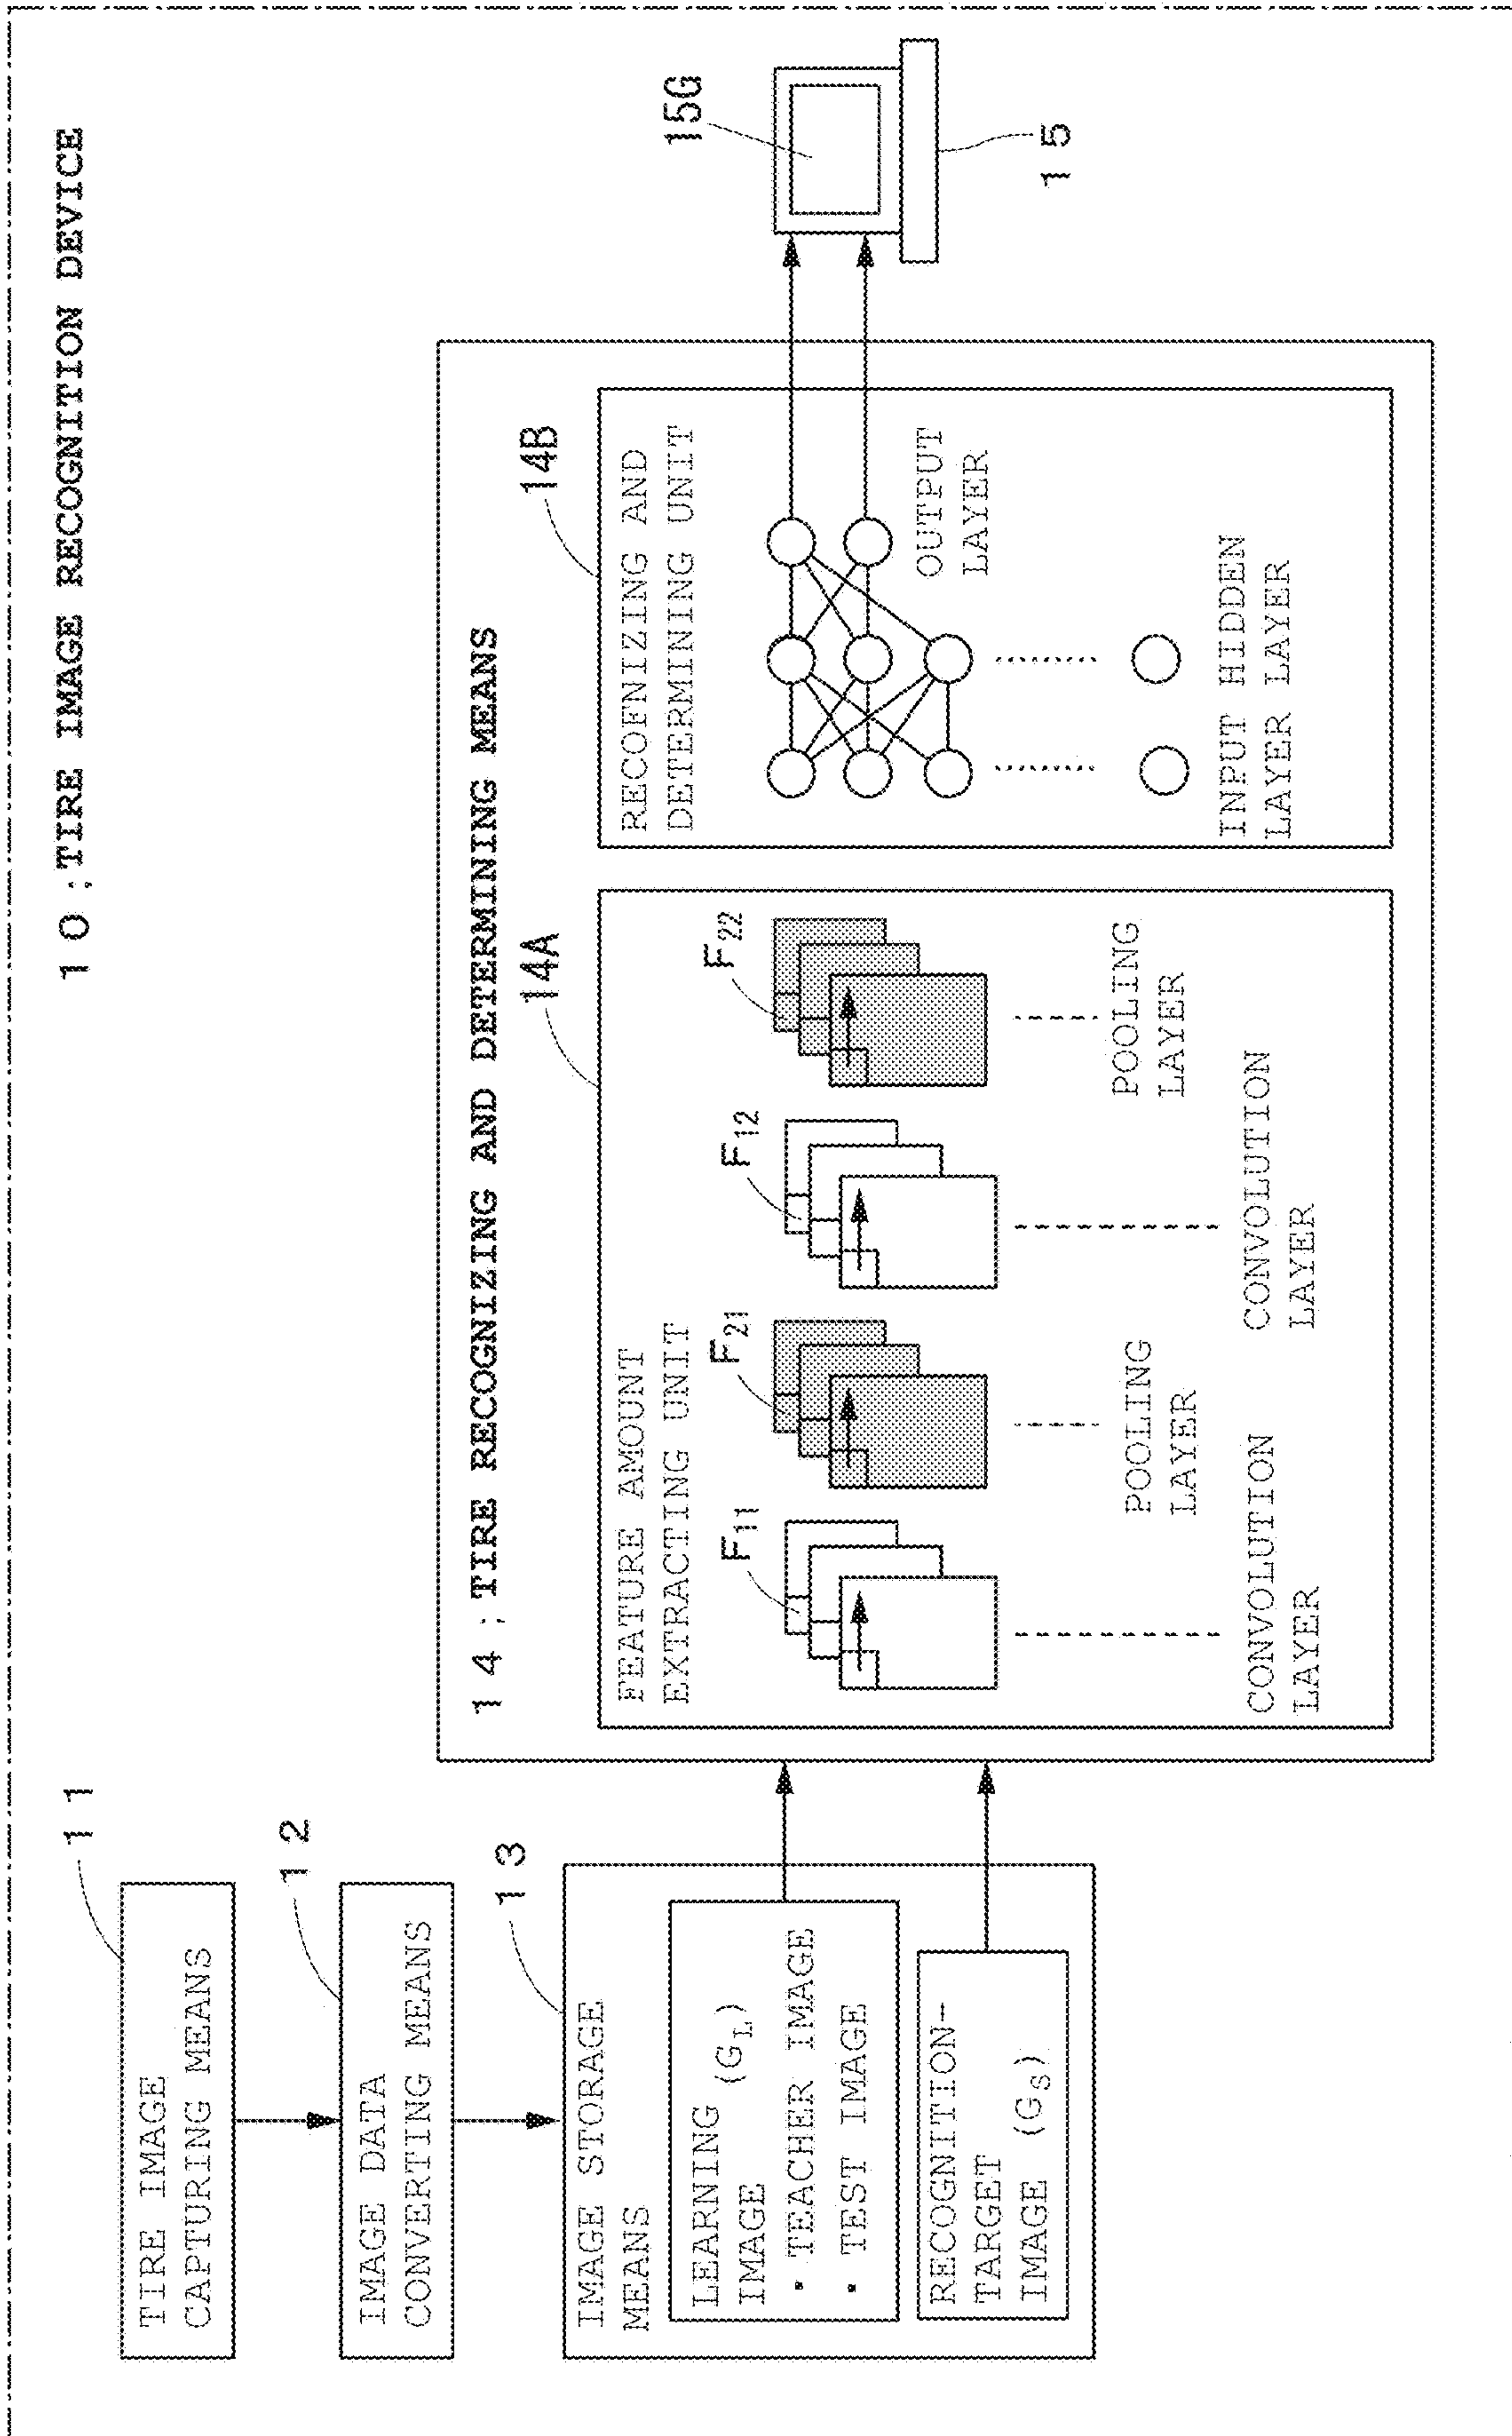 10 ; TIRE IMAGE RECOGNITION DEVICE
11
TIRE IMAGE
CAPTURING MEANS
12
IMAGE DATA
CONVERTING MEANS
13
IMAGE STORAGE
MEANS
LEARNING
IMAGE (GL)
· TEACHER IMAGE
· TEST IMAGE
RECOGNITION-
TARGET
IMAGE (GS)
14 ; TIRE RECOGNIZING AND DETERMINING MEANS
14A
FEATURE AMOUNT
EXTRACTING UNIT
F11
F21
F12
F22
CONVOLUTION
LAYER
POOLING
LAYER
CONVOLUTION
LAYER
POOLING
LAYER
14B
RECOFNIZING AND
DETERMINING UNIT
OUTPUT
LAYER
INPUT HIDDEN
LAYER LAYER
15G
15